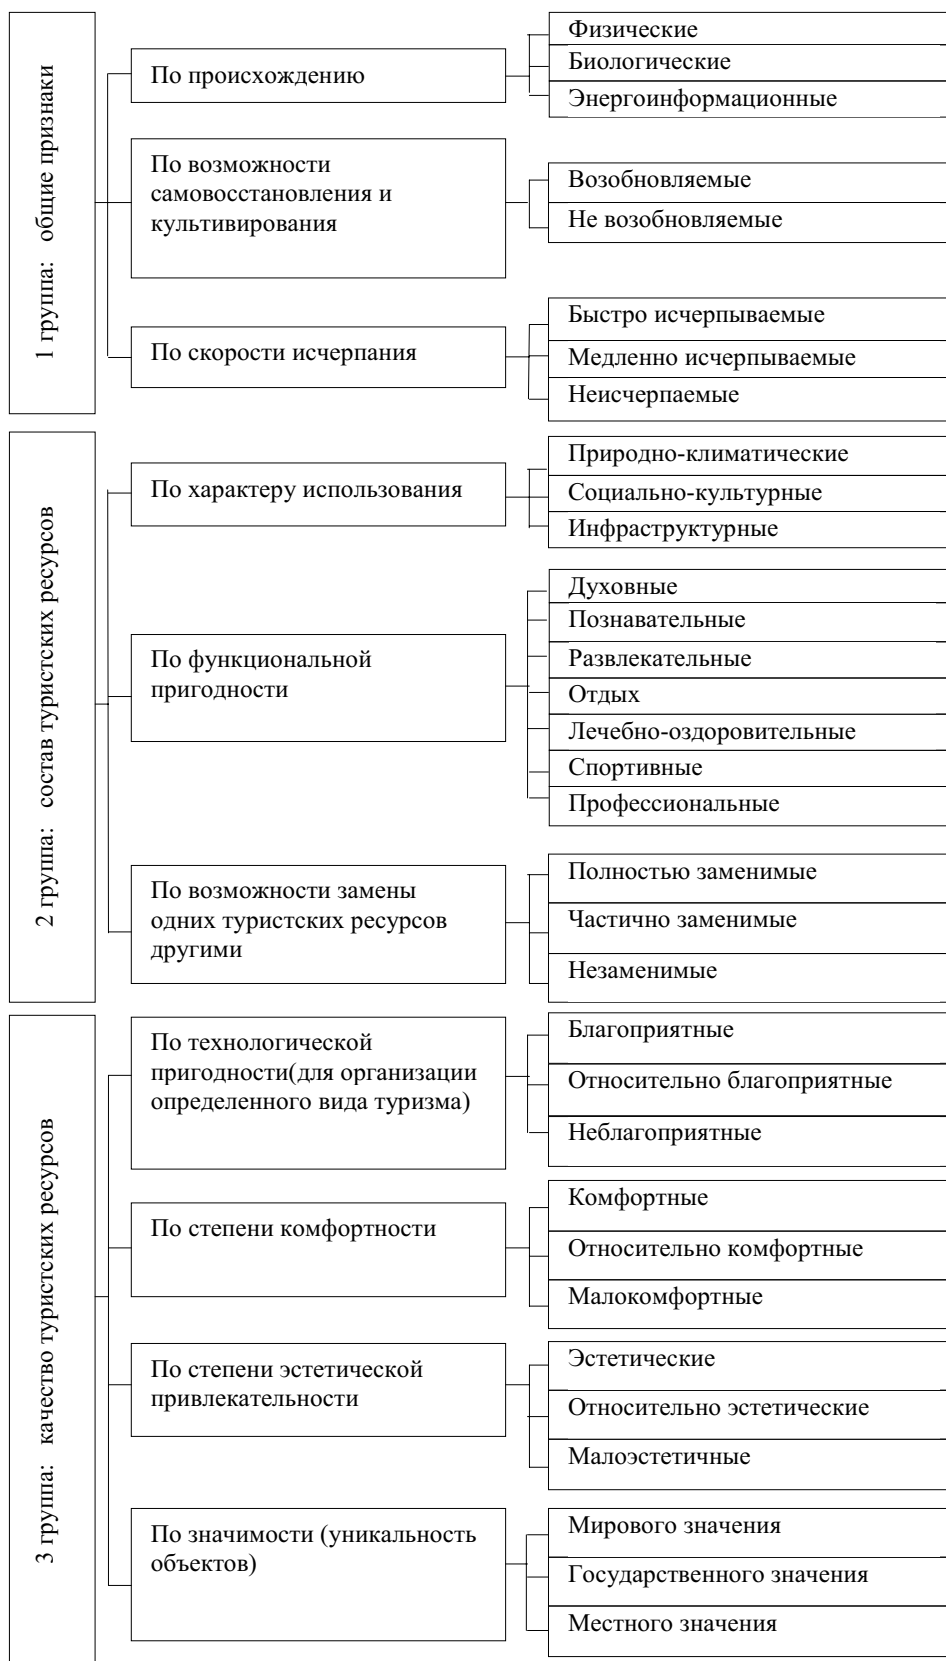 1 группа: общие признаки
По происхождению
Физические
Биологические
Энергоинформационные
По возможности
самовосстановления и
культивирования
Возобновляемые
Не возобновляемые
По скорости исчерпания
Быстро исчерпываемые
Медленно исчерпываемые
Неисчерпаемые
2 группа: состав туристских ресурсов
По характеру использования
Природно-климатические
Социально-культурные
Инфраструктурные
По функциональной
пригодности
Духовные
Познавательные
Развлекательные
Отдых
Лечебно-оздоровительные
Спортивные
Профессиональные
По возможности замены
одних туристских ресурсов
другими
Полностью заменимые
Частично заменимые
Незаменимые
3 группа: качество туристских ресурсов
По технологической
пригодности(для организации
определенного вида туризма)
Благоприятные
Относительно благоприятные
Неблагоприятные
По степени комфортности
Комфортные
Относительно комфортные
Малокомфортные
По степени эстетической
привлекательности
Эстетические
Относительно эстетические
Малоэстетичные
По значимости (уникальность
объектов)
Мирового значения
Государственного значения
Местного значения